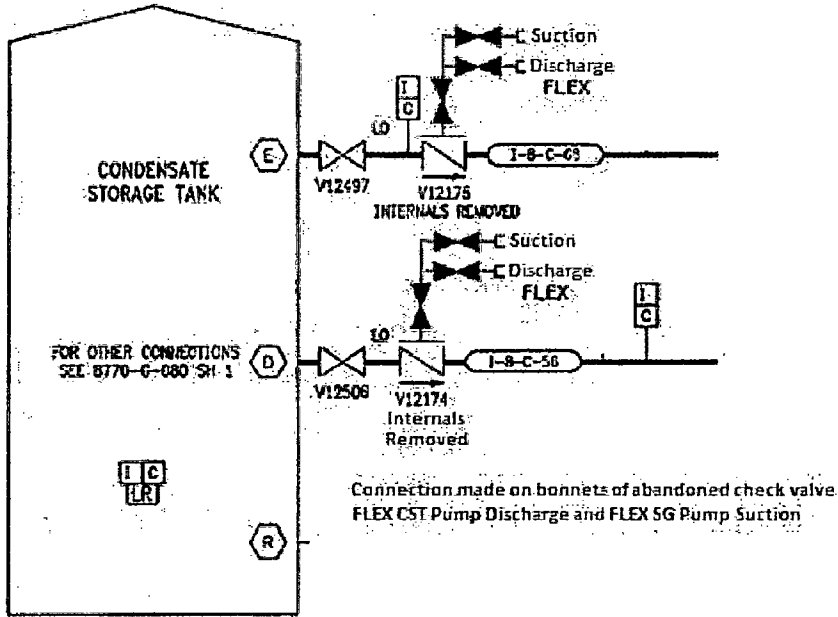 Suction
Discharge
FLEX
I
C
LO
E
I-8-C-63
CONDENSATE
STORAGE TANK
V12497
V12175
INTERNALS REMOVED
Suction
Discharge
FLEX
I
C
LO
FOR OTHER CONNECTIONS
SEE 8770-G-080 SH 1
D
I-8-C-56
V12506
V12174
Internals
Removed
I C
LR
Connection made on bonnets of abandoned check valve
FLEX CST Pump Discharge and FLEX SG Pump Suction
R